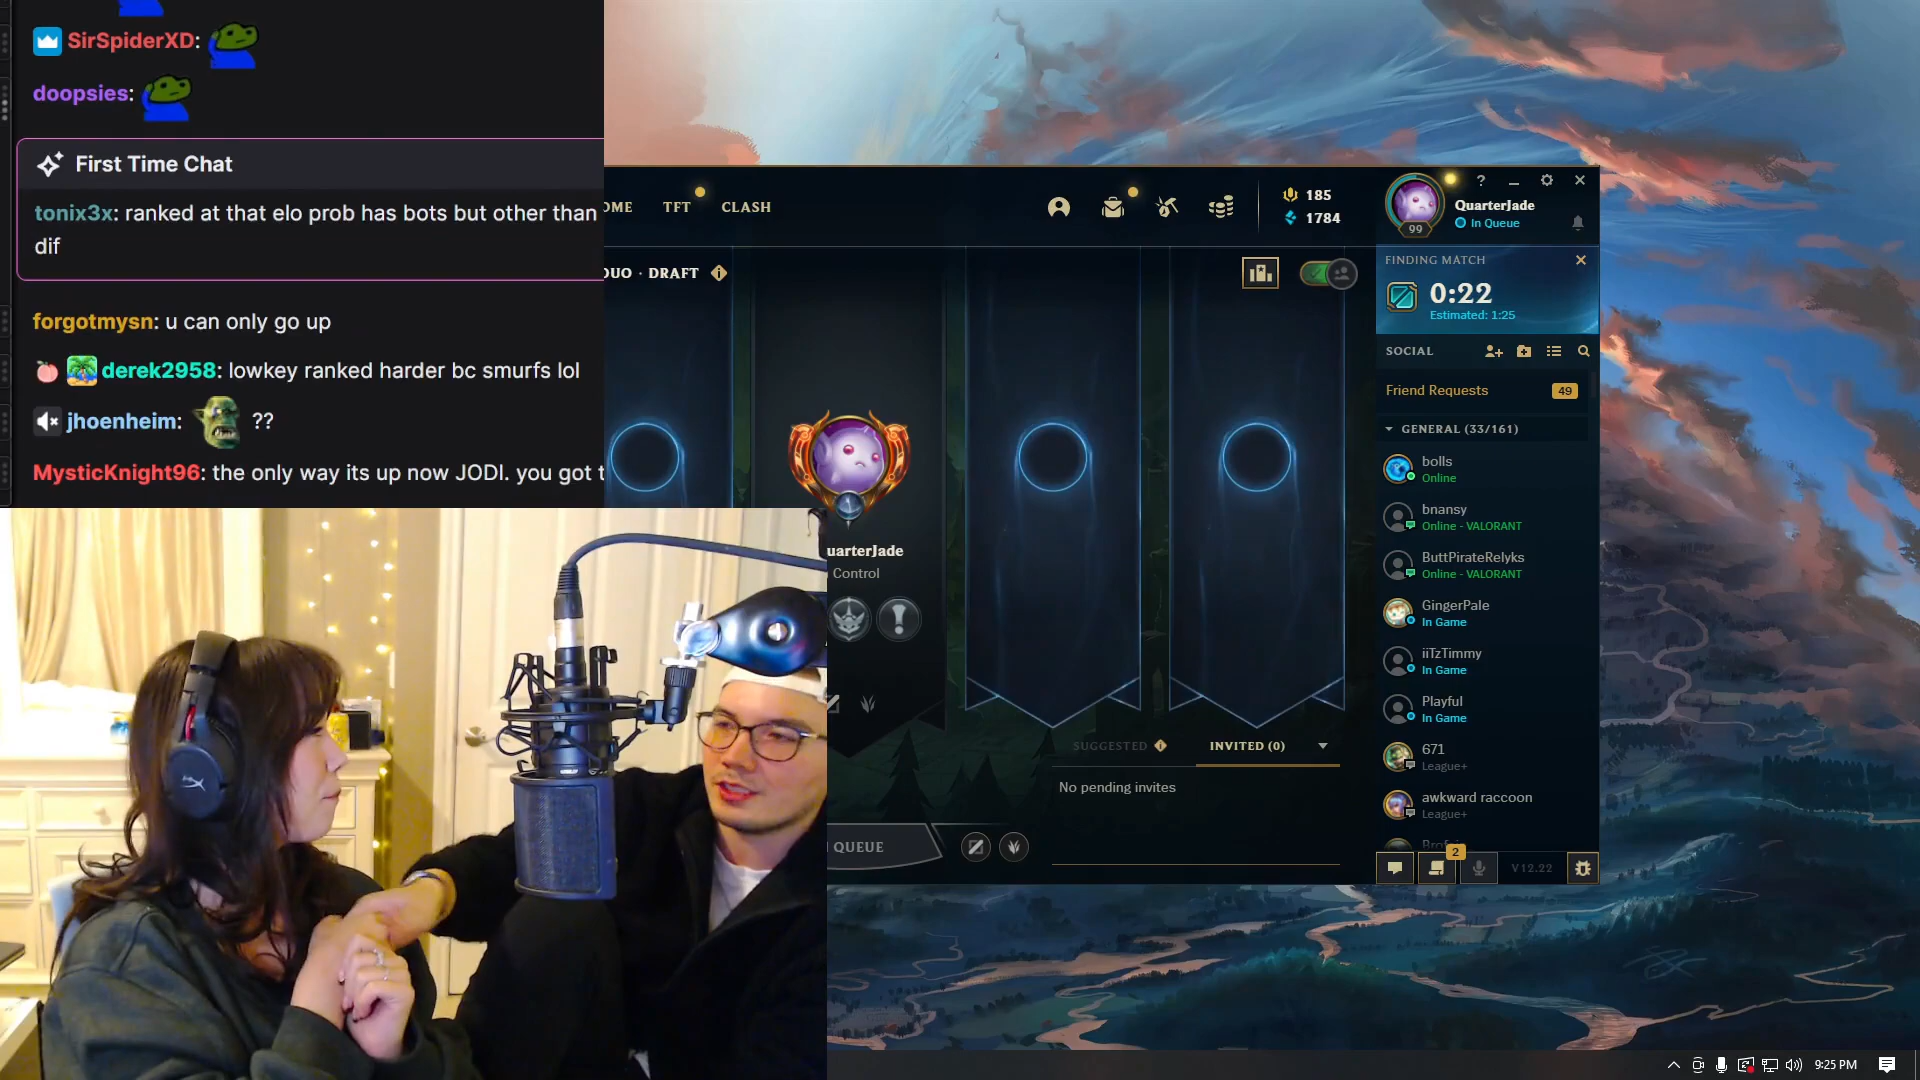 SirSpiderXD:
doopsies:
First Time Chat
tonix3x: ranked at that elo prob has bots but other than
dif
forgotmysn: u can only go up
derek2958: lowkey ranked harder bc smurfs lol
jhoenheim: ??
MysticKnight96: the only way its up now JODI. you got t
OME
TFT
CLASH
185
1784
99
QuarterJade
In Queue
UO · DRAFT
FINDING MATCH
0:22
Estimated: 1:25
SOCIAL
Friend Requests
49
GENERAL (33/161)
bolls
Online
bnansy
Online - VALORANT
ButtPirateRelyks
Online - VALORANT
GingerPale
In Game
iiTzTimmy
In Game
Playful
In Game
671
League+
awkward raccoon
League+
uarterJade
Control
SUGGESTED
INVITED (0)
No pending invites
QUEUE
2
V12.22
9:25 PM